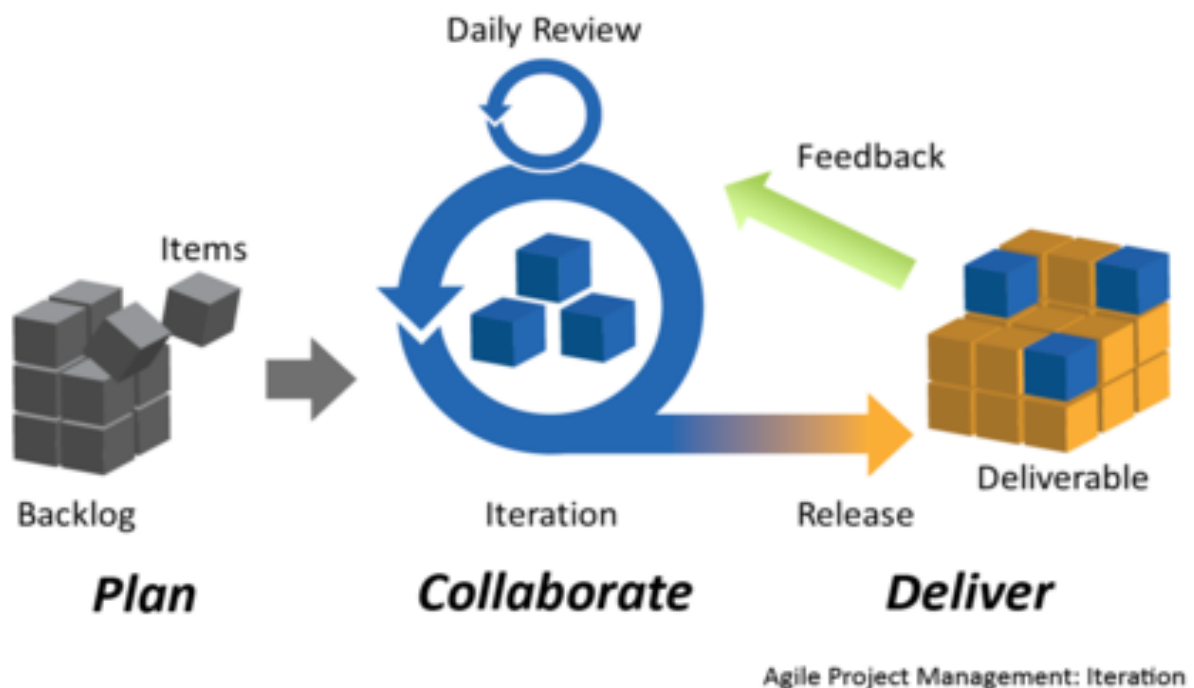 Daily Review
Feedback
Items
Deliverable
Backlog
Iteration
Release
Plan
Collaborate
Deliver
Agile Project Management: Iteration